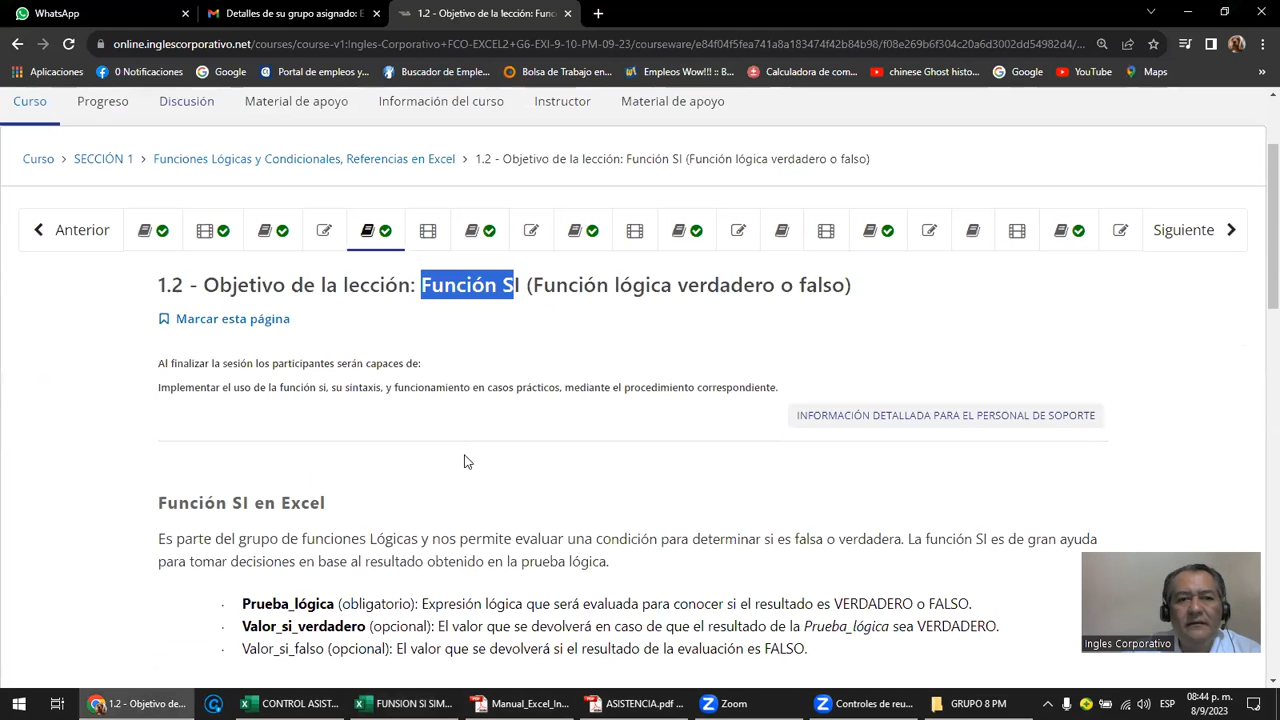 WhatsApp
Detalles de su grupo asignado: E
1.2 - Objetivo de la lección: Func
online.inglescorporativo.net/courses/course-v1:Ingles-Corporativo+FCO-EXCEL2+G6-EXI-9-10-PM-09-23/courseware/e84f04f5fea741a8a183474f42b84b98/f08e269b6f304c20a6d3002dd54982d4/...
Aplicaciones
0 Notificaciones
Google
Portal de empleos y...
Buscador de Emple...
Bolsa de Trabajo en...
Empleos Wow!!! :: B...
Calculadora de com...
chinese Ghost histo...
Google
YouTube
Maps
Curso
Progreso
Discusión
Material de apoyo
Información del curso
Instructor
Material de apoyo
Curso > SECCIÓN 1 > Funciones Lógicas y Condicionales, Referencias en Excel > 1.2 - Objetivo de la lección: Función SI (Función lógica verdadero o falso)
Anterior
Siguiente
1.2 - Objetivo de la lección: Función SI (Función lógica verdadero o falso)
Marcar esta página
Al finalizar la sesión los participantes serán capaces de:
Implementar el uso de la función si, su sintaxis, y funcionamiento en casos prácticos, mediante el procedimiento correspondiente.
INFORMACIÓN DETALLADA PARA EL PERSONAL DE SOPORTE
Función SI en Excel
Es parte del grupo de funciones Lógicas y nos permite evaluar una condición para determinar si es falsa o verdadera. La función SI es de gran ayuda
para tomar decisiones en base al resultado obtenido en la prueba lógica.
· Prueba_lógica (obligatorio): Expresión lógica que será evaluada para conocer si el resultado es VERDADERO o FALSO.
· Valor_si_verdadero (opcional): El valor que se devolverá en caso de que el resultado de la Prueba_lógica sea VERDADERO.
· Valor_si_falso (opcional): El valor que se devolverá si el resultado de la evaluación es FALSO.
Ingles Corporativo
1.2 - Objetivo de...
CONTROL ASIST...
FUNSION SI SIM...
Manual_Excel_In...
ASISTENCIA.pdf ...
Zoom
Controles de reu...
GRUPO 8 PM
ESP
08:44 p. m.
8/9/2023